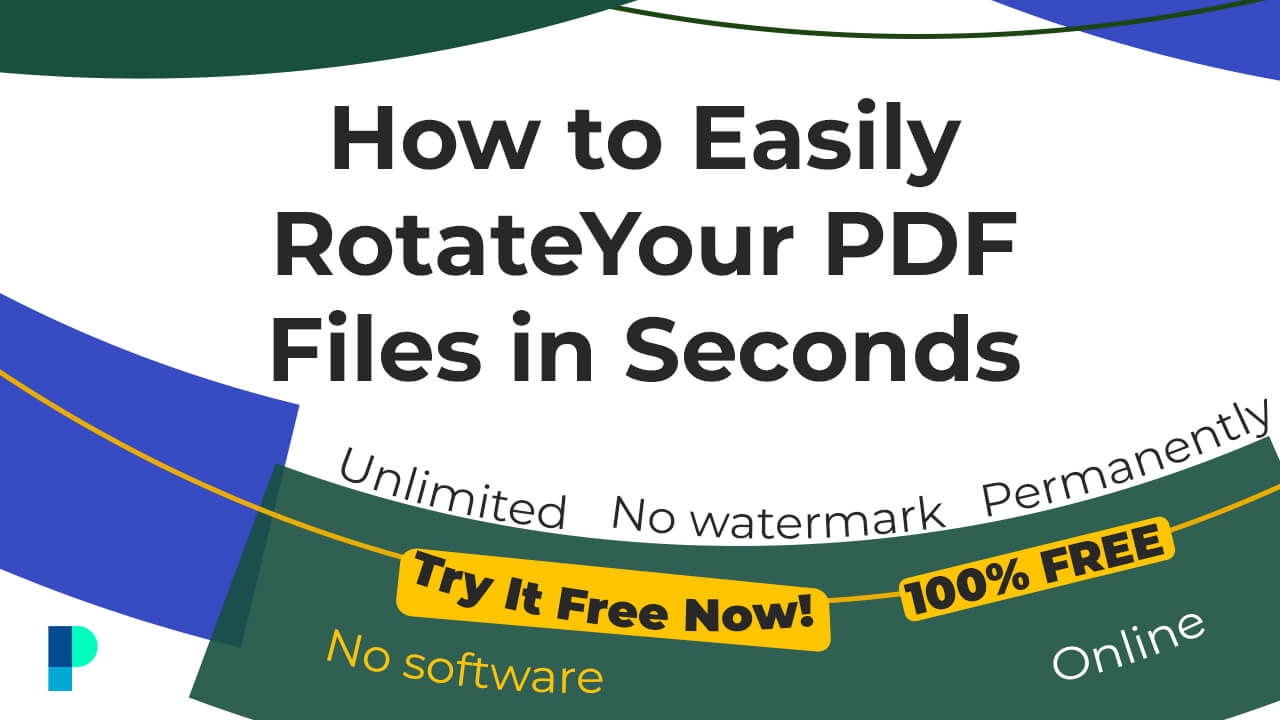 How to Easily
RotateYour PDF
Files in Seconds
Unlimited No watermark Permanently
Try It Free Now! 100% FREE
No software Online